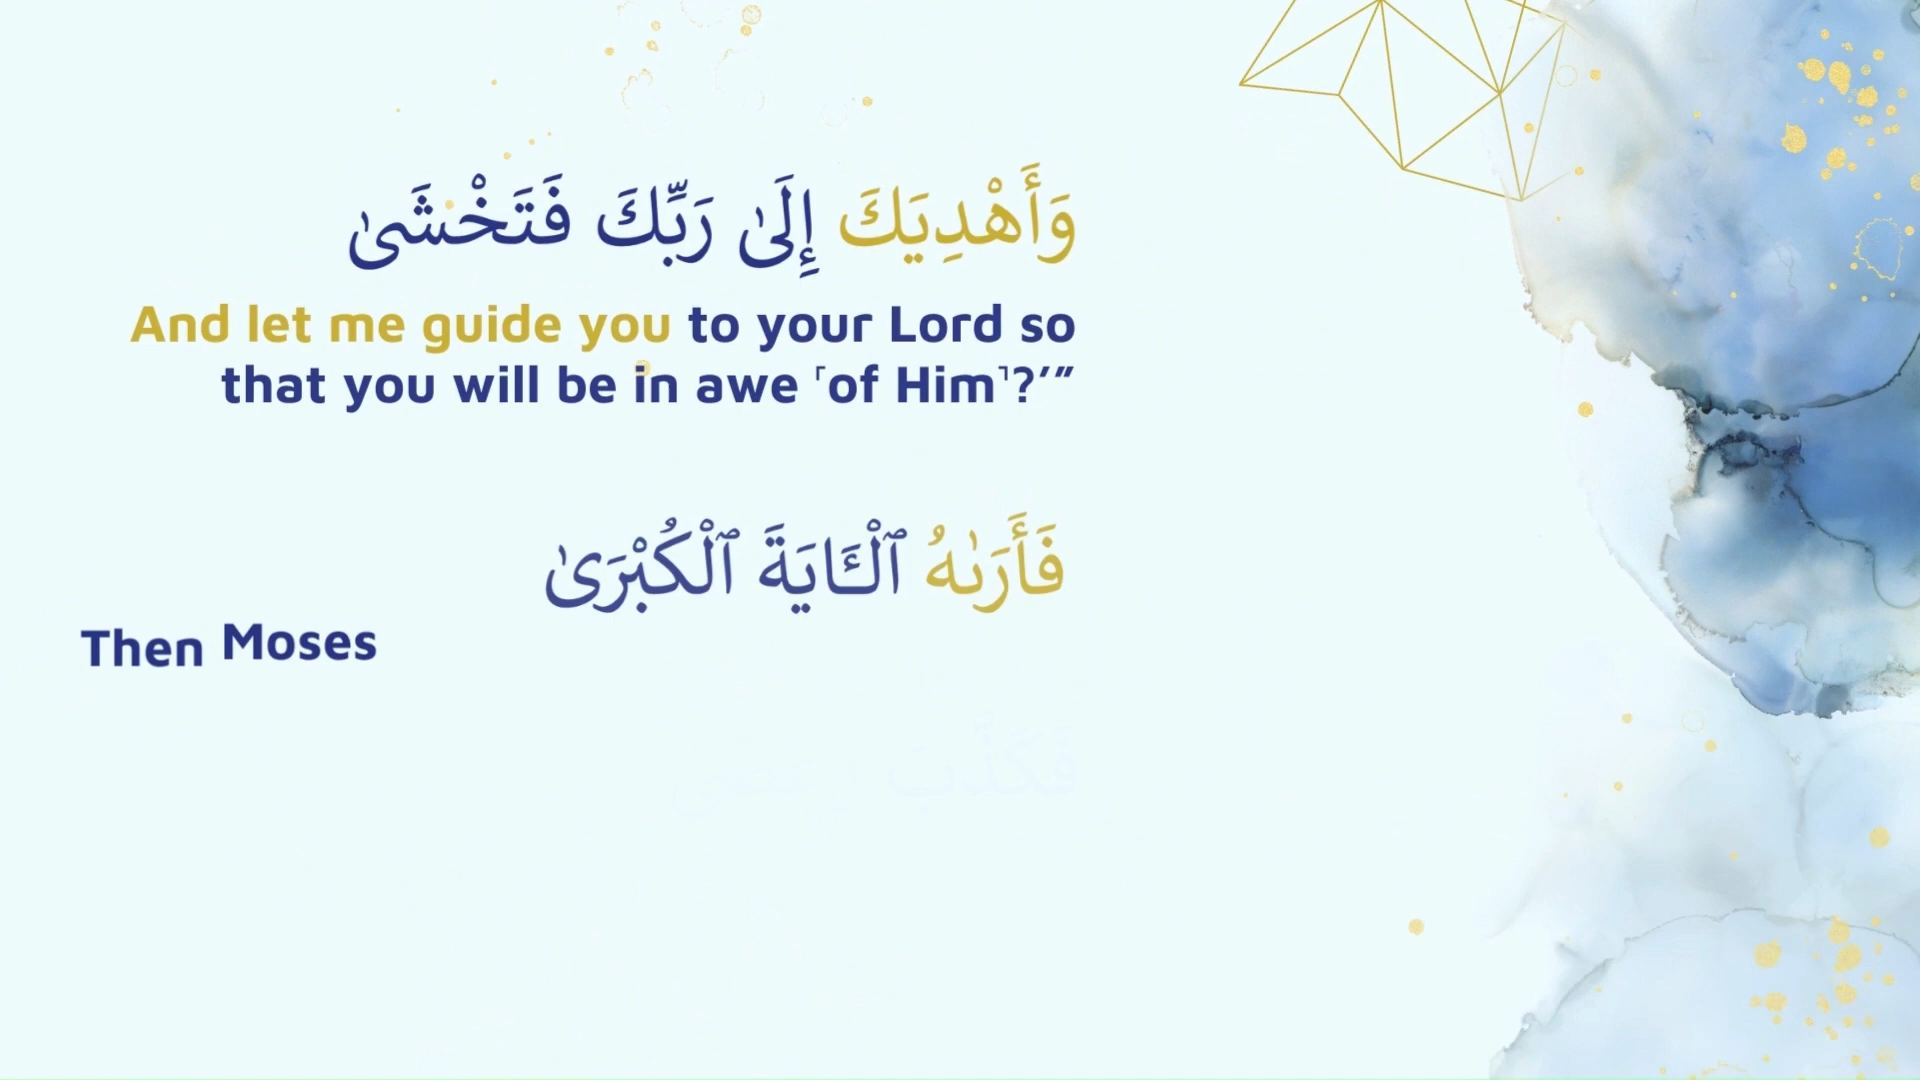 وَأَهْدِيَكَ إِلَىٰ رَبِّكَ فَتَخْشَىٰ
And let me guide you to your Lord so
that you will be in awe ⸢of Him⸣?’”
فَأَرَىٰهُ ٱلْـَٔايَةَ ٱلْكُبْرَىٰ
Then Moses
فَكَذَّبَ